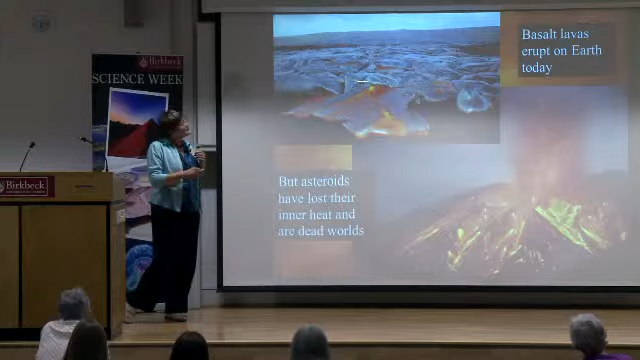 Birkbeck
SCIENCE WEEK
Birkbeck
Basalt lavas
erupt on Earth
today
But asteroids
have lost their
inner heat and
are dead worlds